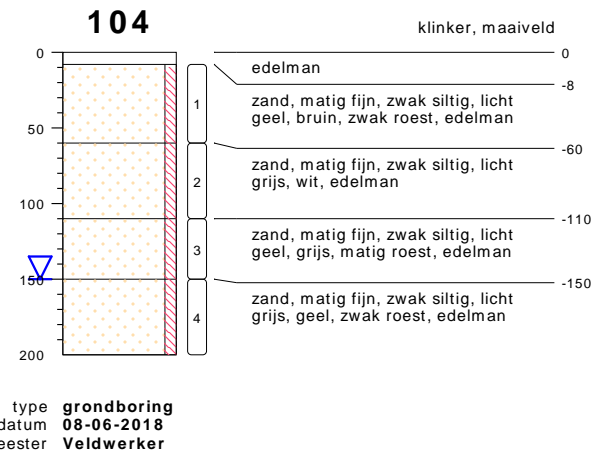 104
klinker, maaiveld
0
0
edelman
-8
zand, matig fijn, zwak siltig, licht
geel, bruin, zwak roest, edelman
1
50
-60
zand, matig fijn, zwak siltig, licht
grijs, wit, edelman
2
100
-110
zand, matig fijn, zwak siltig, licht
geel, grijs, matig roest, edelman
3
150
-150
zand, matig fijn, zwak siltig, licht
grijs, geel, zwak roest, edelman
4
200
type grondboring
datum 08-06-2018
eester Veldwerker